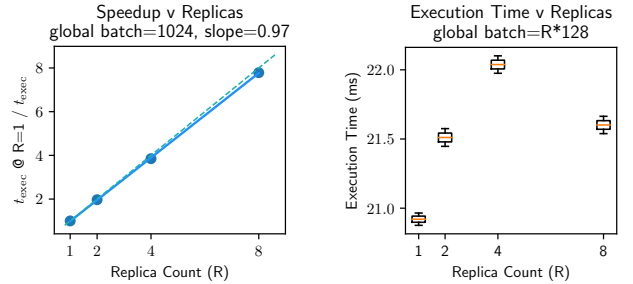 Speedup v Replicas
global batch=1024, slope=0.97
t_exec @ R=1 / t_exec
8
6
4
2
1 2 4 8
Replica Count (R)
Execution Time v Replicas
global batch=R*128
Execution Time (ms)
22.0
21.5
21.0
1 2 4 8
Replica Count (R)